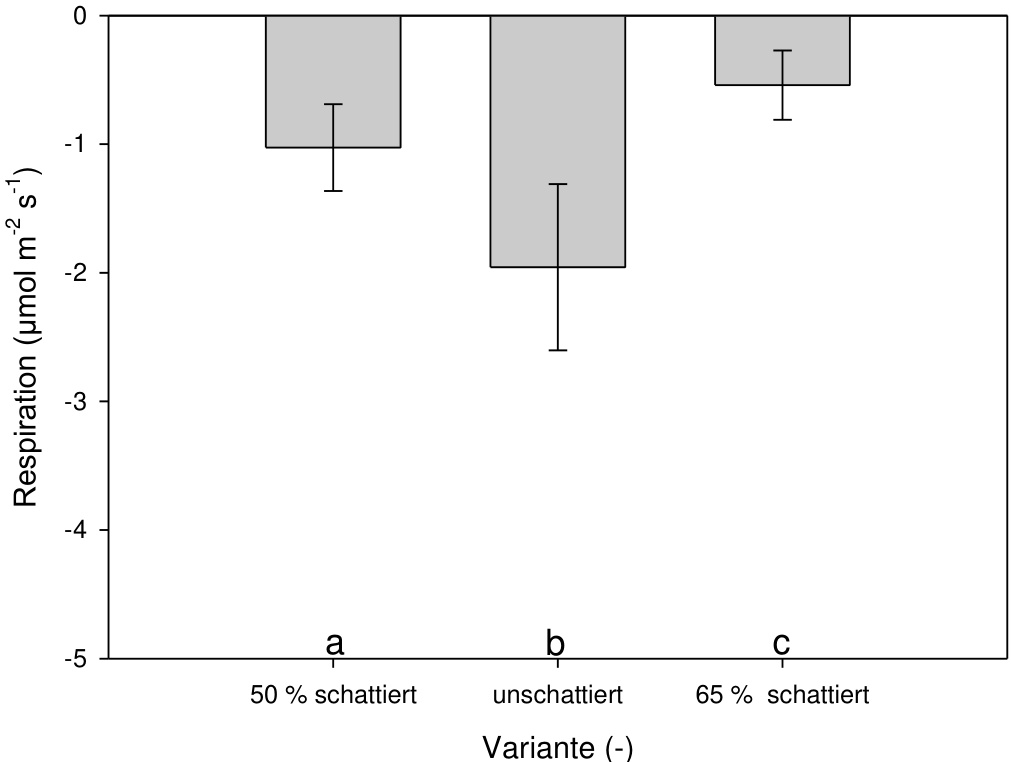 0
-1
-2
-3
-4
-5
Respiration (µmol m⁻² s⁻¹)
a b c
50 % schattiert unschattiert 65 %  schattiert
Variante (-)